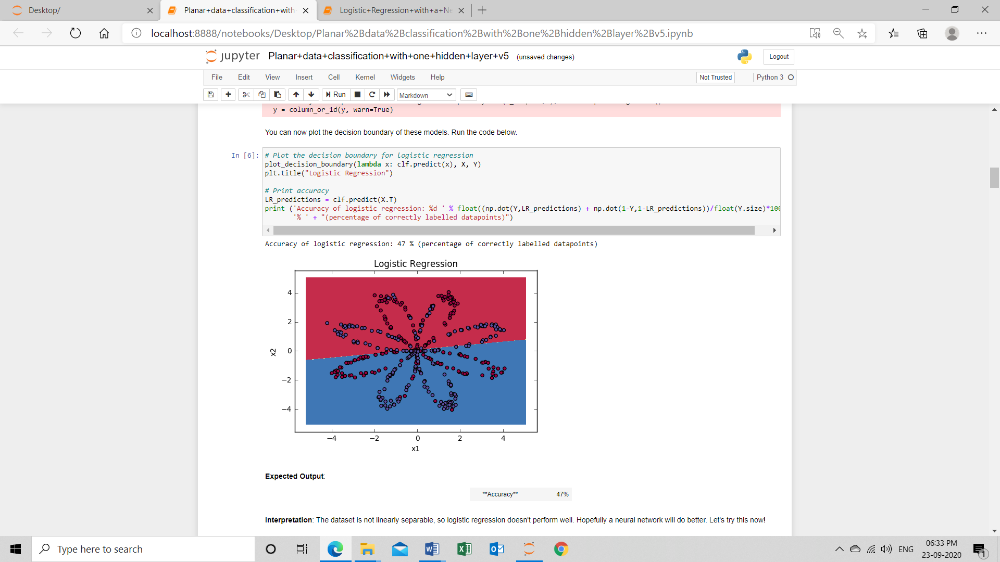 Desktop/
Planar+data+classification+with
Logistic+Regression+with+a+Ne
localhost:8888/notebooks/Desktop/Planar%2Bdata%2Bclassification%2Bwith%2Bone%2Bhidden%2Blayer%2Bv5.ipynb
jupyter Planar+data+classification+with+one+hidden+layer+v5 (unsaved changes)
Logout
File Edit View Insert Cell Kernel Widgets Help
Not Trusted
Python 3
Run
Markdown
y = column_or_1d(y, warn=True)
You can now plot the decision boundary of these models. Run the code below.
In [6]:
# Plot the decision boundary for logistic regression
plot_decision_boundary(lambda x: clf.predict(x), X, Y)
plt.title("Logistic Regression")
# Print accuracy
LR_predictions = clf.predict(X.T)
print ('Accuracy of logistic regression: %d ' % float((np.dot(Y,LR_predictions) + np.dot(1-Y,1-LR_predictions))/float(Y.size)*100
'% ' + "(percentage of correctly labelled datapoints)")
Accuracy of logistic regression: 47 % (percentage of correctly labelled datapoints)
Logistic Regression
4
2
0
−2
−4
x2
−4 −2 0 2 4
x1
Expected Output:
**Accuracy** 47%
Interpretation: The dataset is not linearly separable, so logistic regression doesn't perform well. Hopefully a neural network will do better. Let's try this now!
Type here to search
ENG
06:33 PM
23-09-2020
1